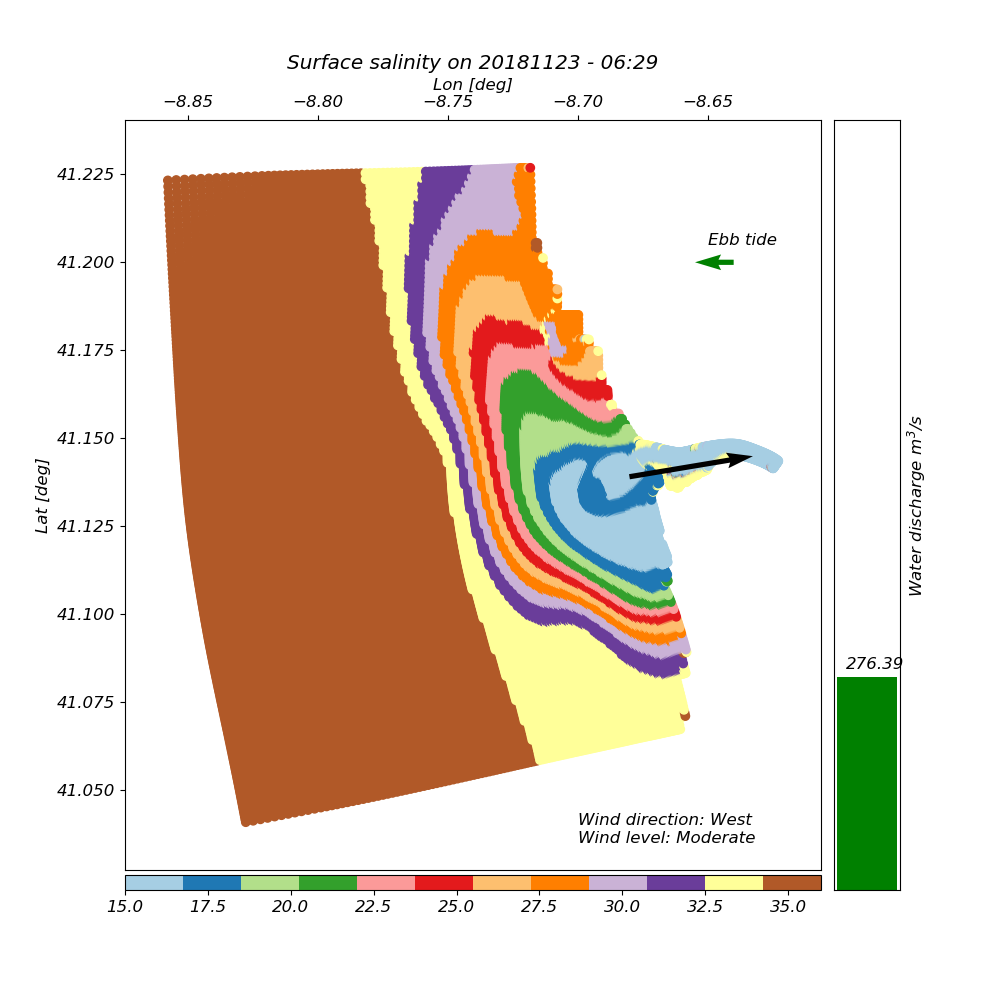 Surface salinity on 20181123 - 06:29
Lon [deg]
−8.85 −8.80 −8.75 −8.70 −8.65
41.225
41.200
41.175
41.150
41.125
41.100
41.075
41.050
Lat [deg]
Ebb tide
Wind direction: West
Wind level: Moderate
276.39
Water discharge m³/s
15.0 17.5 20.0 22.5 25.0 27.5 30.0 32.5 35.0